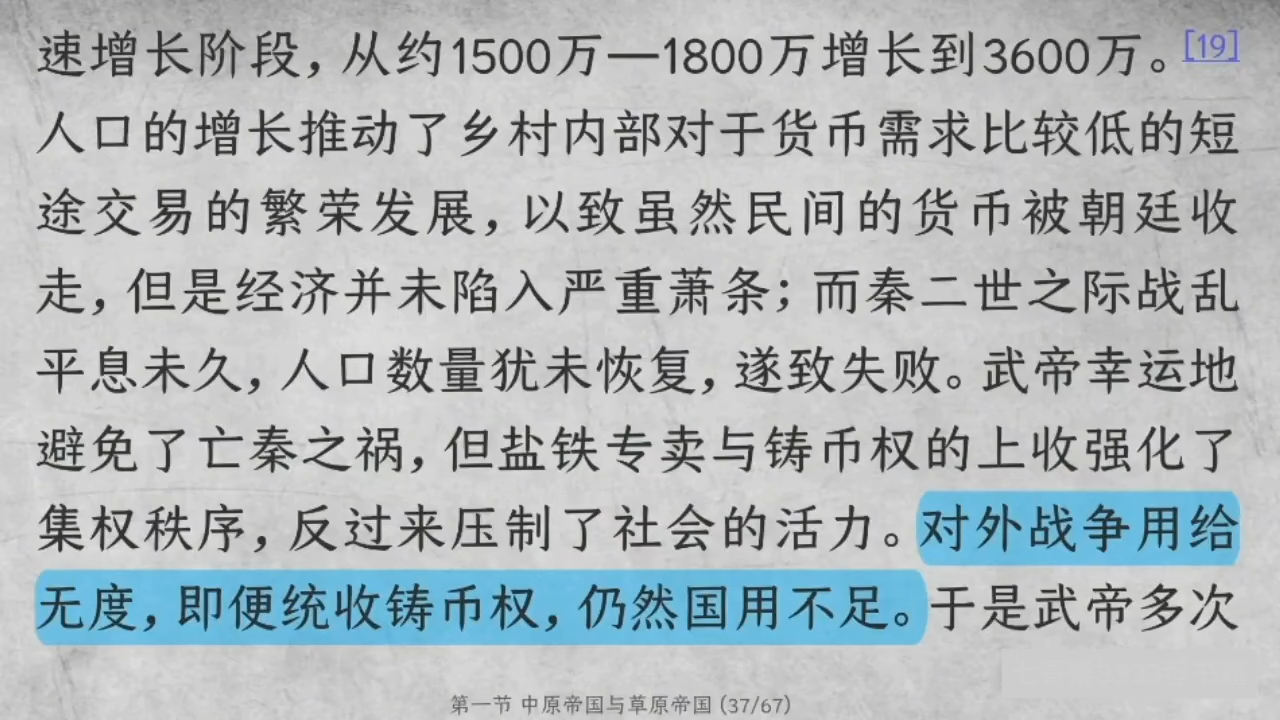 速增长阶段，从约1500万—1800万增长到3600万。[19]
人口的增长推动了乡村内部对于货币需求比较低的短
途交易的繁荣发展，以致虽然民间的货币被朝廷收
走，但是经济并未陷入严重萧条；而秦二世之际战乱
平息未久，人口数量犹未恢复，遂致失败。武帝幸运地
避免了亡秦之祸，但盐铁专卖与铸币权的上收强化了
集权秩序，反过来压制了社会的活力。对外战争用给
无度，即便统收铸币权，仍然国用不足。于是武帝多次
第一节 中原帝国与草原帝国 (37/67)